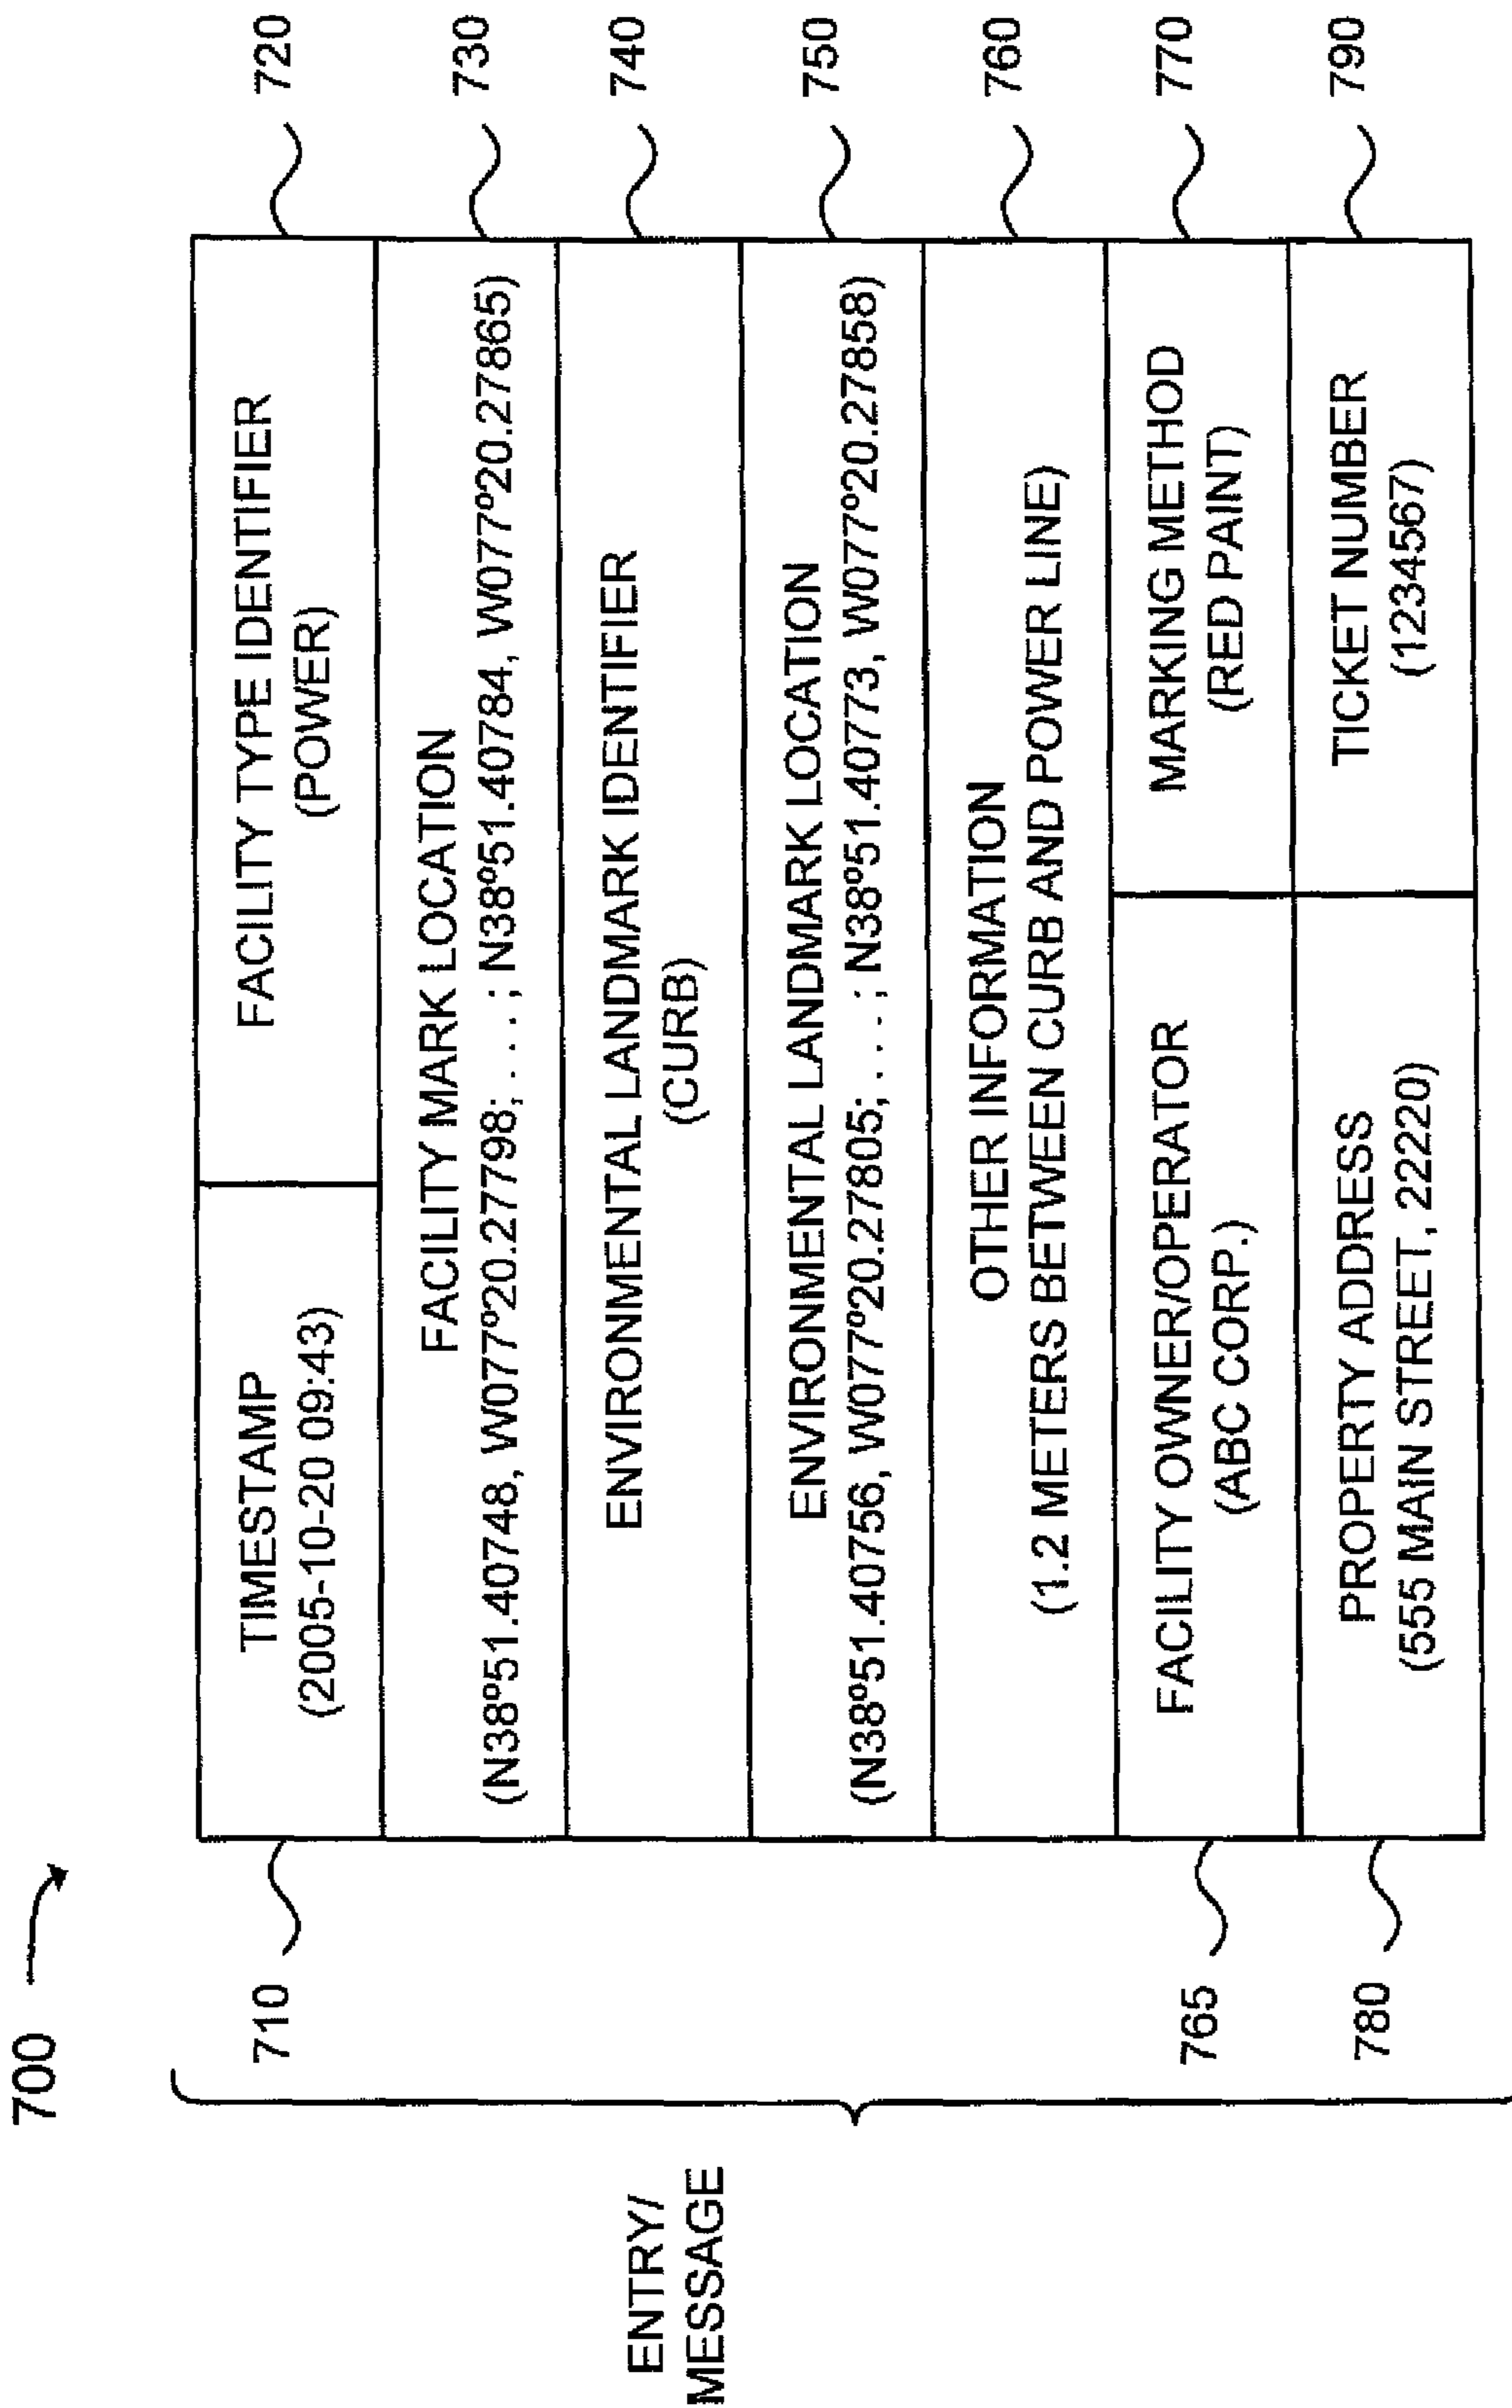 700
ENTRY/
MESSAGE
710
TIMESTAMP
(2005-10-20 09:43)
FACILITY TYPE IDENTIFIER
(POWER)
720
FACILITY MARK LOCATION
(N38°51.40748, W077°20.27798; . . . ; N38°51.40784, W077°20.27865)
730
ENVIRONMENTAL LANDMARK IDENTIFIER
(CURB)
740
ENVIRONMENTAL LANDMARK LOCATION
(N38°51.40756, W077°20.27805; . . . ; N38°51.40773, W077°20.27858)
750
OTHER INFORMATION
(1.2 METERS BETWEEN CURB AND POWER LINE)
760
765
FACILITY OWNER/OPERATOR
(ABC CORP.)
MARKING METHOD
(RED PAINT)
770
780
PROPERTY ADDRESS
(555 MAIN STREET, 22220)
TICKET NUMBER
(1234567)
790